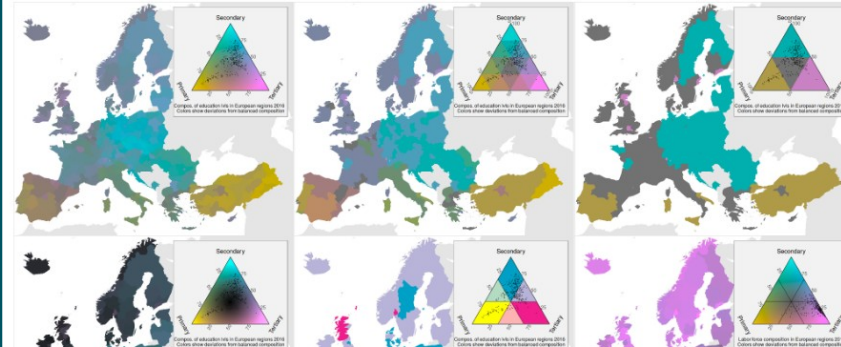 Secondary
Primary
Tertiary
Compos. of education lvls in European regions 2016
Colors show deviations from balanced composition
Secondary
Primary
Tertiary
Compos. of education lvls in European regions 2016
Colors show deviations from balanced composition
Secondary
100
Primary
Tertiary
Compos. of education lvls in European regions 2016
Colors show deviations from balanced composition
Secondary
Primary
Tertiary
Compos. of education lvls in European regions 2016
Colors show deviations from balanced composition
Secondary
Primary
Tertiary
Compos. of education lvls in European regions 2016
Colors show deviations from balanced composition
Secondary
Primary
Tertiary
Labor force composition in European regions 2016
Colors show deviations from balanced composition